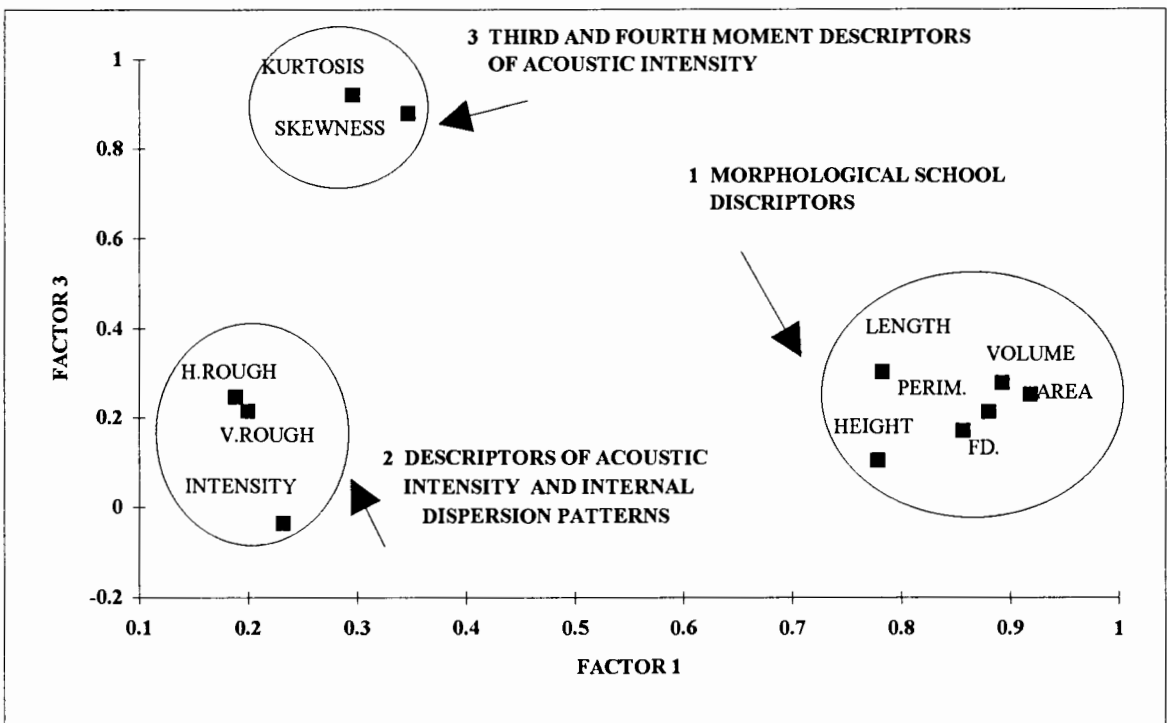 3 THIRD AND FOURTH MOMENT DESCRIPTORS
OF ACOUSTIC INTENSITY
KURTOSIS
SKEWNESS
1 MORPHOLOGICAL SCHOOL
DISCRIPTORS
LENGTH
VOLUME
PERIM.
AREA
HEIGHT
FD.
H.ROUGH
V.ROUGH
INTENSITY
2 DESCRIPTORS OF ACOUSTIC
INTENSITY AND INTERNAL
DISPERSION PATTERNS
FACTOR 3
1
0.8
0.6
0.4
0.2
0
-0.2
0.1 0.2 0.3 0.4 0.5 0.6 0.7 0.8 0.9 1
FACTOR 1